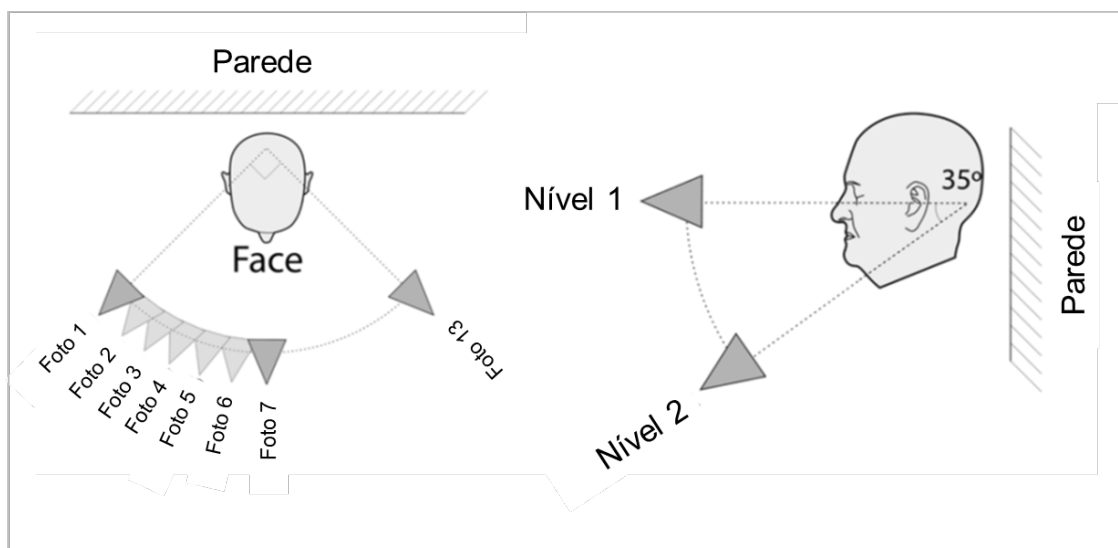 Parede
Face
Foto 1
Foto 2
Foto 3
Foto 4
Foto 5
Foto 6
Foto 7
Foto 13
Nível 1
35º
Nível 2
Parede